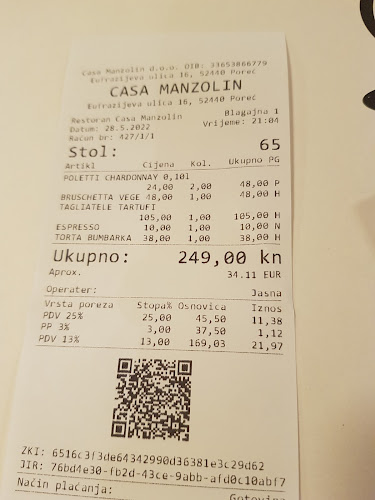 Casa Manzolin d.o.o. OIB: 33653866779
Eufrazijeva ulica 16, 52440 Poreč
CASA MANZOLIN
Eufrazijeva ulica 16, 52440 Poreč
Restoran Casa Manzolin Blagajna 1
Datum: 28.5.2022 Vrijeme: 21:04
Račun br: 427/1/1
Stol: 65
Artikl Cijena Kol. Ukupno PG
POLETTI CHARDONNAY 0,10l
24,00 2,00 48,00 P
BRUSCHETTA VEGE 48,00 1,00 48,00 H
TAGLIATELE TARTUFI
105,00 1,00 105,00 H
ESPRESSO 10,00 1,00 10,00 N
TORTA BUMBARKA 38,00 1,00 38,00 H
Ukupno: 249,00 kn
Aprox. 34.11 EUR
Operater: Jasna
Vrsta poreza Stopa% Osnovica Iznos
PDV 25% 25,00 45,50 11,38
PP 3% 3,00 37,50 1,12
PDV 13% 13,00 169,03 21,97
ZKI: 6516c3f3de64342990d36381e3c29d62
JIR: 76bd4e30-fb2d-43ce-9abb-afd0c10abf7
Način plaćanja: Gotovina